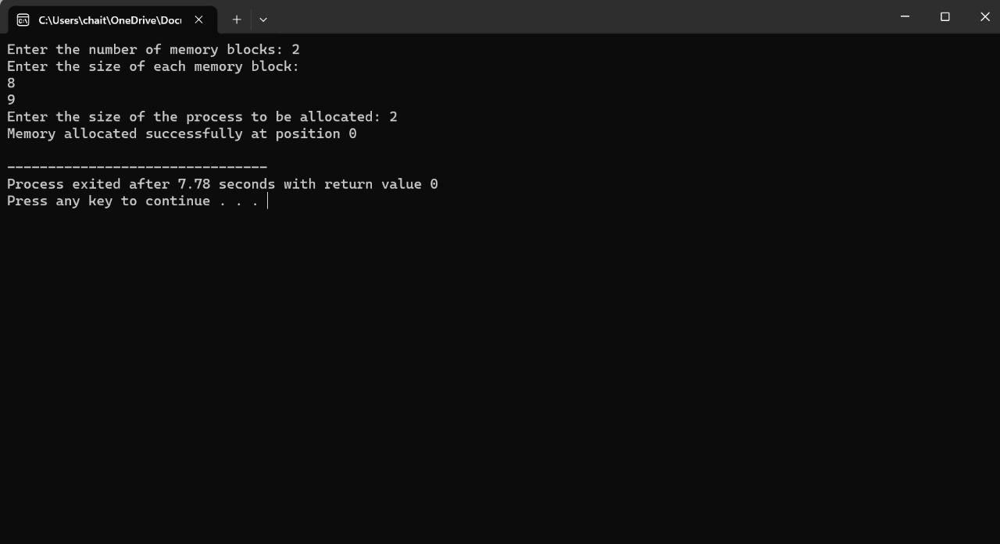 C:\Users\chait\OneDrive\Doc
Enter the number of memory blocks: 2
Enter the size of each memory block:
8
9
Enter the size of the process to be allocated: 2
Memory allocated successfully at position 0
--------------------------------
Process exited after 7.78 seconds with return value 0
Press any key to continue . . .